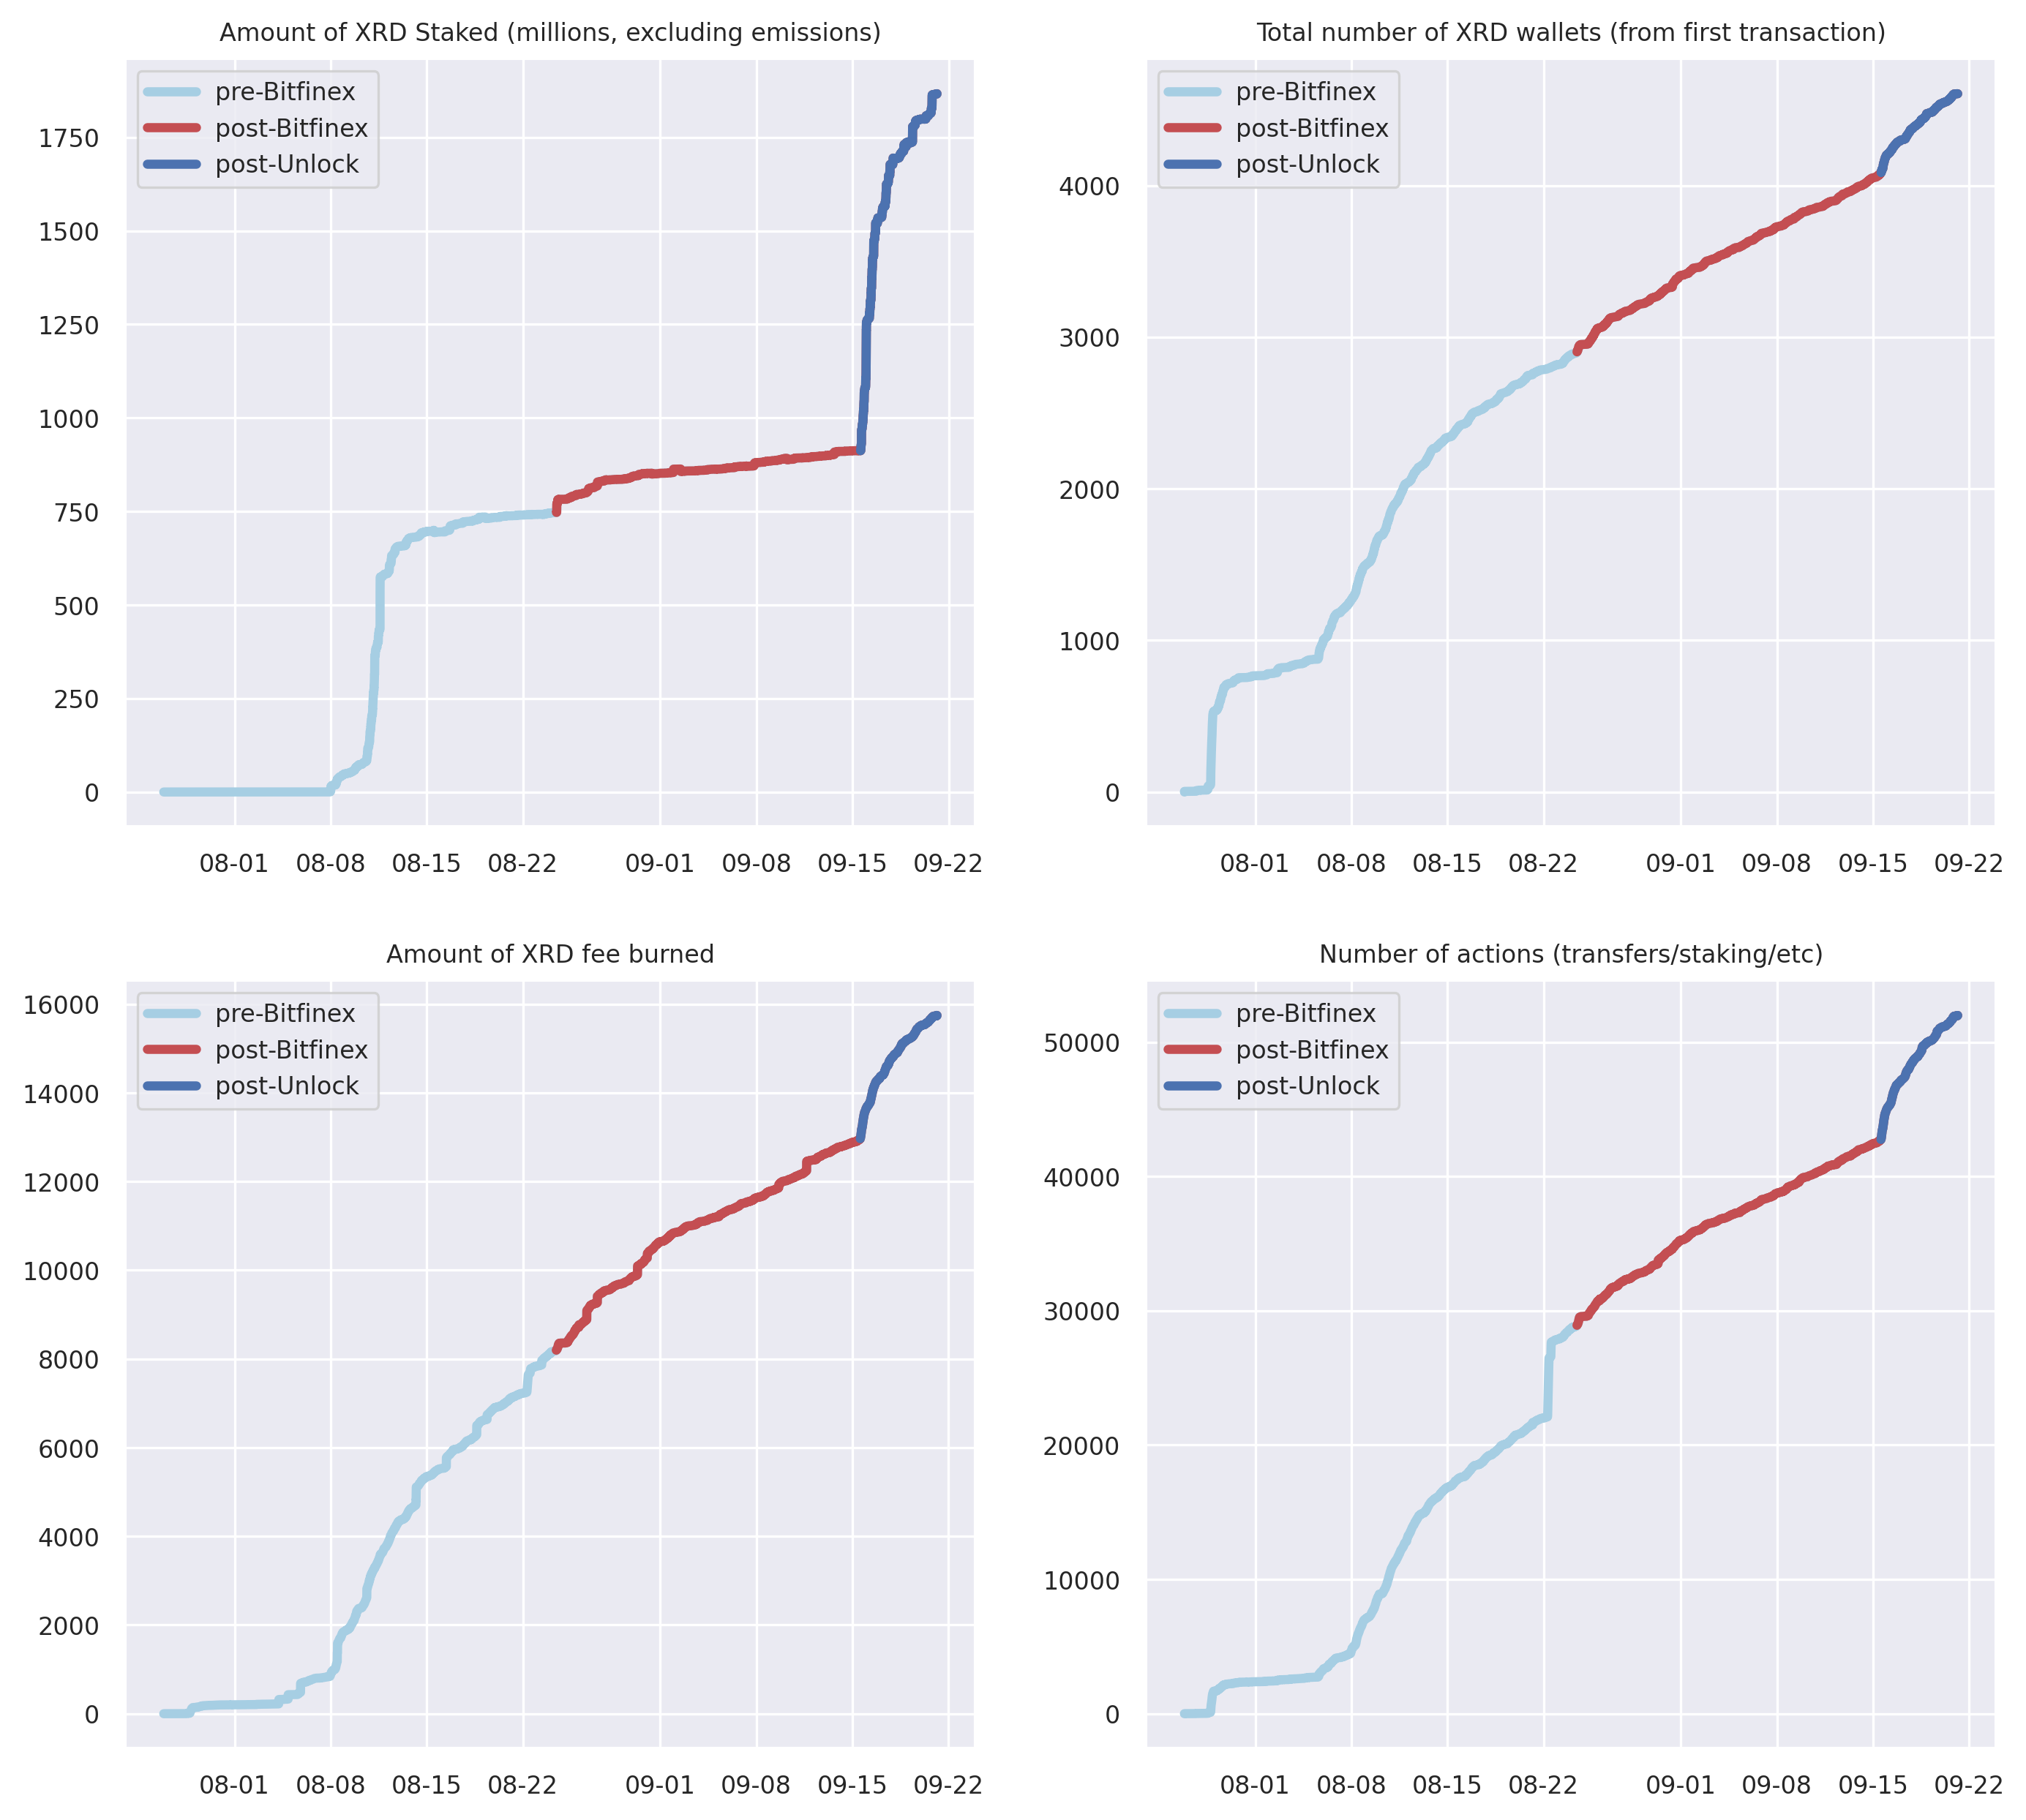 Amount of XRD Staked (millions, excluding emissions)
pre-Bitfinex
post-Bitfinex
post-Unlock
1750
1500
1250
1000
750
500
250
0
08-01 08-08 08-15 08-22 09-01 09-08 09-15 09-22
Total number of XRD wallets (from first transaction)
pre-Bitfinex
post-Bitfinex
post-Unlock
4000
3000
2000
1000
0
08-01 08-08 08-15 08-22 09-01 09-08 09-15 09-22
Amount of XRD fee burned
pre-Bitfinex
post-Bitfinex
post-Unlock
16000
14000
12000
10000
8000
6000
4000
2000
0
08-01 08-08 08-15 08-22 09-01 09-08 09-15 09-22
Number of actions (transfers/staking/etc)
pre-Bitfinex
post-Bitfinex
post-Unlock
50000
40000
30000
20000
10000
0
08-01 08-08 08-15 08-22 09-01 09-08 09-15 09-22